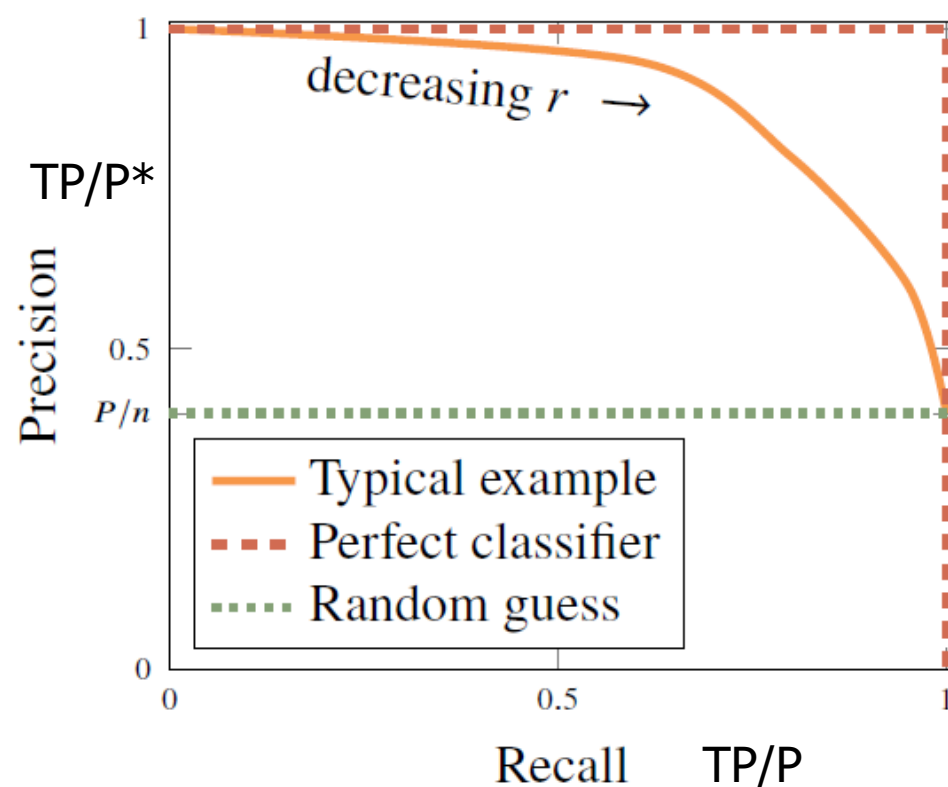 1
decreasing r →
TP/P*
Precision
0.5
P/n
Typical example
Perfect classifier
Random guess
0
0
0.5
1
Recall TP/P